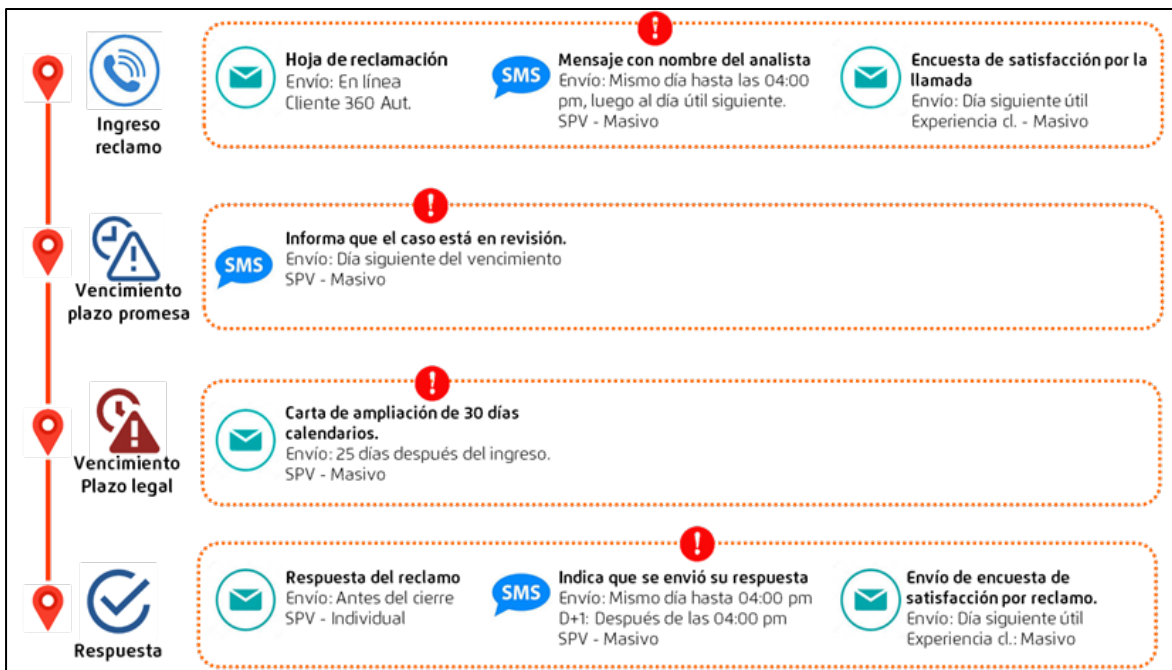 Ingreso
reclamo
Hoja de reclamación
Envío: En línea
Cliente 360 Aut.
SMS
Mensaje con nombre del analista
Envío: Mismo día hasta las 04:00
pm, luego al día útil siguiente.
SPV - Masivo
Encuesta de satisfacción por la
llamada
Envío: Día siguiente útil
Experiencia cl. - Masivo
Vencimiento
plazo promesa
SMS
Informa que el caso está en revisión.
Envío: Día siguiente del vencimiento
SPV - Masivo
Vencimiento
Plazo legal
Carta de ampliación de 30 días
calendarios.
Envío: 25 días después del ingreso.
SPV - Masivo
Respuesta
Respuesta del reclamo
Envío: Antes del cierre
SPV - Individual
SMS
Indica que se envió su respuesta
Envío: Mismo día hasta 04:00 pm
D+1: Después de las 04:00 pm
SPV - Masivo
Envío de encuesta de
satisfacción por reclamo.
Envío: Día siguiente útil
Experiencia cl.: Masivo